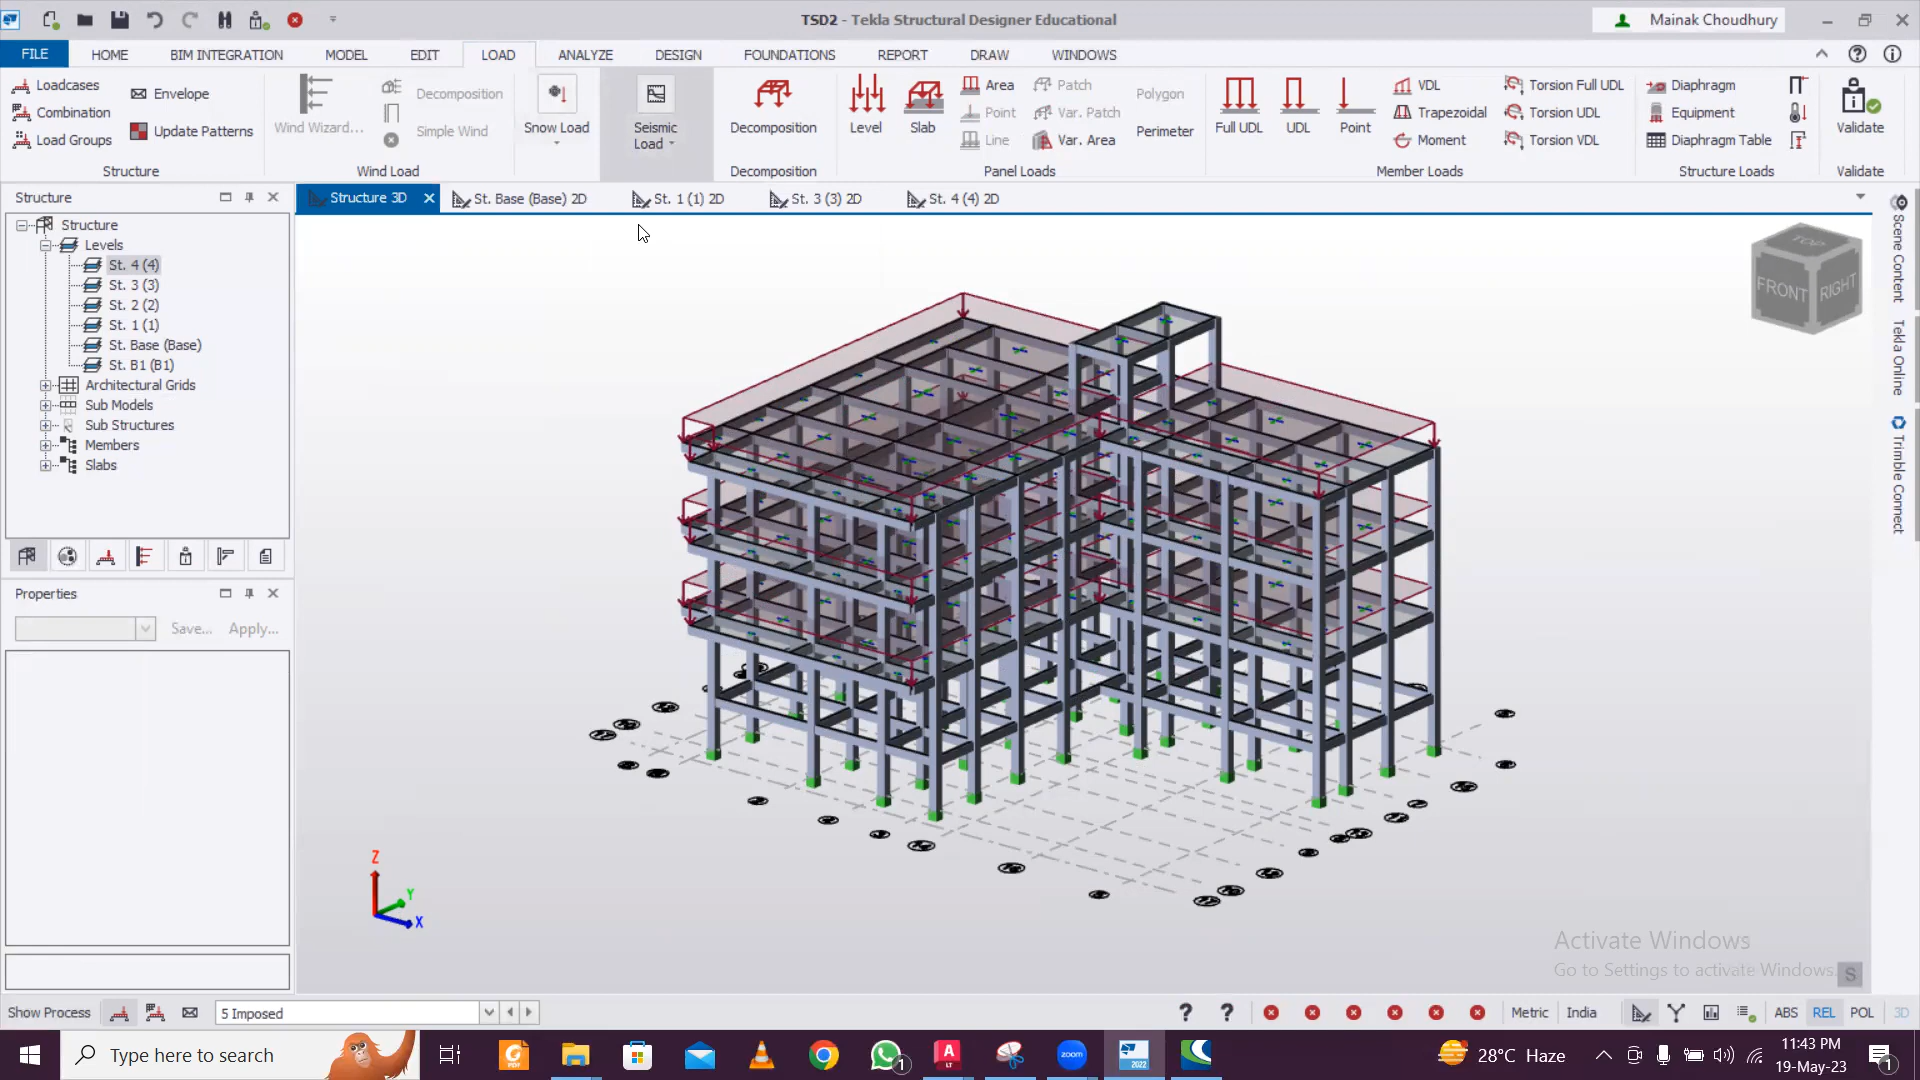 TSD2 - Tekla Structural Designer Educational
Mainak Choudhury
FILE HOME BIM INTEGRATION MODEL EDIT LOAD ANALYZE DESIGN FOUNDATIONS REPORT DRAW WINDOWS
Loadcases
Combination
Load Groups
Envelope
Update Patterns
Structure
Wind Wizard...
Decomposition
Simple Wind
Wind Load
Snow Load
Seismic Load
Decomposition
Decomposition
Level
Slab
Area
Point
Line
Patch
Var. Patch
Var. Area
Polygon
Perimeter
Panel Loads
Full UDL
UDL
Point
VDL
Trapezoidal
Moment
Torsion Full UDL
Torsion UDL
Torsion VDL
Member Loads
Diaphragm
Equipment
Diaphragm Table
Structure Loads
Validate
Validate
Structure
Structure 3D
St. Base (Base) 2D
St. 1 (1) 2D
St. 3 (3) 2D
St. 4 (4) 2D
Structure
Levels
St. 4 (4)
St. 3 (3)
St. 2 (2)
St. 1 (1)
St. Base (Base)
St. B1 (B1)
Architectural Grids
Sub Models
Sub Structures
Members
Slabs
Properties
Save... Apply...
TOP
FRONT
RIGHT
Scene Content
Tekla Online
Trimble Connect
Z
Y
X
Activate Windows
Go to Settings to activate Windows.
S
Show Process
5 Imposed
Metric India
ABS REL POL 3D
Type here to search
PDF
1
LT
zoom
2022
28°C Haze
11:43 PM
19-May-23
1